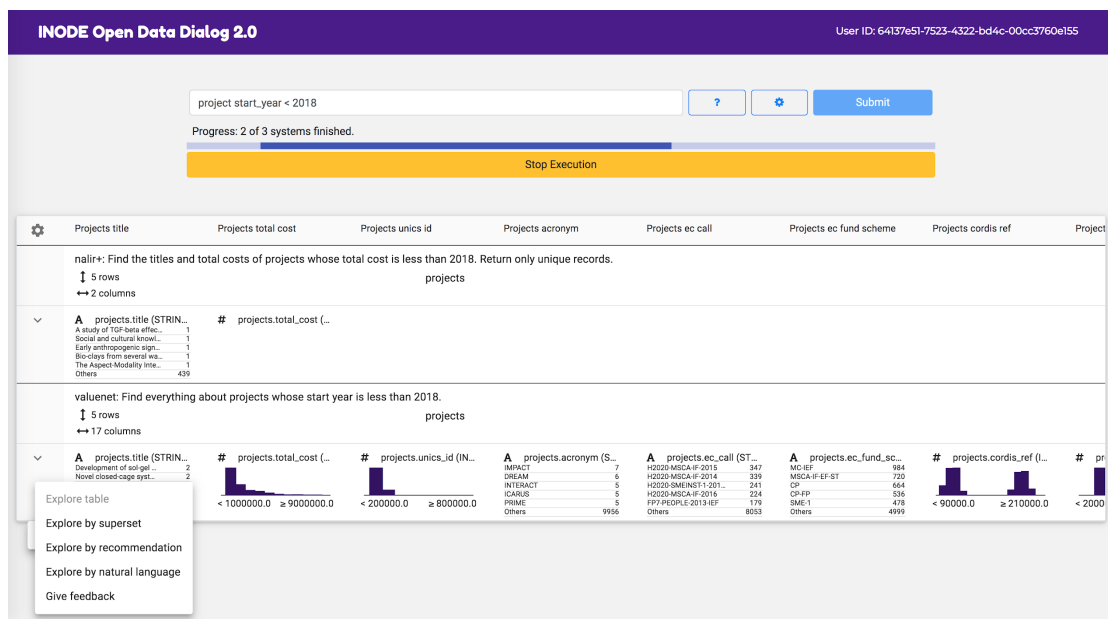 INODE Open Data Dialog 2.0
User ID: 64137e51-7523-4322-bd4c-00cc3760e155
project start_year < 2018
?
Submit
Progress: 2 of 3 systems finished.
Stop Execution
Projects title Projects total cost Projects unics id Projects acronym Projects ec call Projects ec fund scheme Projects cordis ref Project
nalir+: Find the titles and total costs of projects whose total cost is less than 2018. Return only unique records.
5 rows
projects
2 columns
A projects.title (STRIN...
# projects.total_cost (...
A study of TGF-beta effec... 1
Social and cultural knowl... 1
Early anthropogenic sign... 1
Bio-clays from several wa... 1
The Aspect-Modality Inte... 1
Others 439
valuenet: Find everything about projects whose start year is less than 2018.
5 rows
projects
17 columns
A projects.title (STRIN...
Development of sol-gel ... 2
Novel closed-cage syst... 2
# projects.total_cost (...
< 1000000.0 ≥ 9000000.0
# projects.unics_id (IN...
< 200000.0 ≥ 800000.0
A projects.acronym (S...
IMPACT 7
DREAM 6
INTERACT 5
ICARUS 5
PRIME 5
Others 9956
A projects.ec_call (ST...
H2020-MSCA-IF-2015 347
H2020-MSCA-IF-2014 339
H2020-SMEINST-1-201... 241
H2020-MSCA-IF-2016 224
FP7-PEOPLE-2013-IEF 179
Others 8053
A projects.ec_fund_sc...
MC-IEF 984
MSCA-IF-EF-ST 720
CP 664
CP-FP 536
SME-1 478
Others 4999
# projects.cordis_ref (I...
< 90000.0 ≥ 210000.0
# pr
< 2000
Explore table
Explore by superset
Explore by recommendation
Explore by natural language
Give feedback